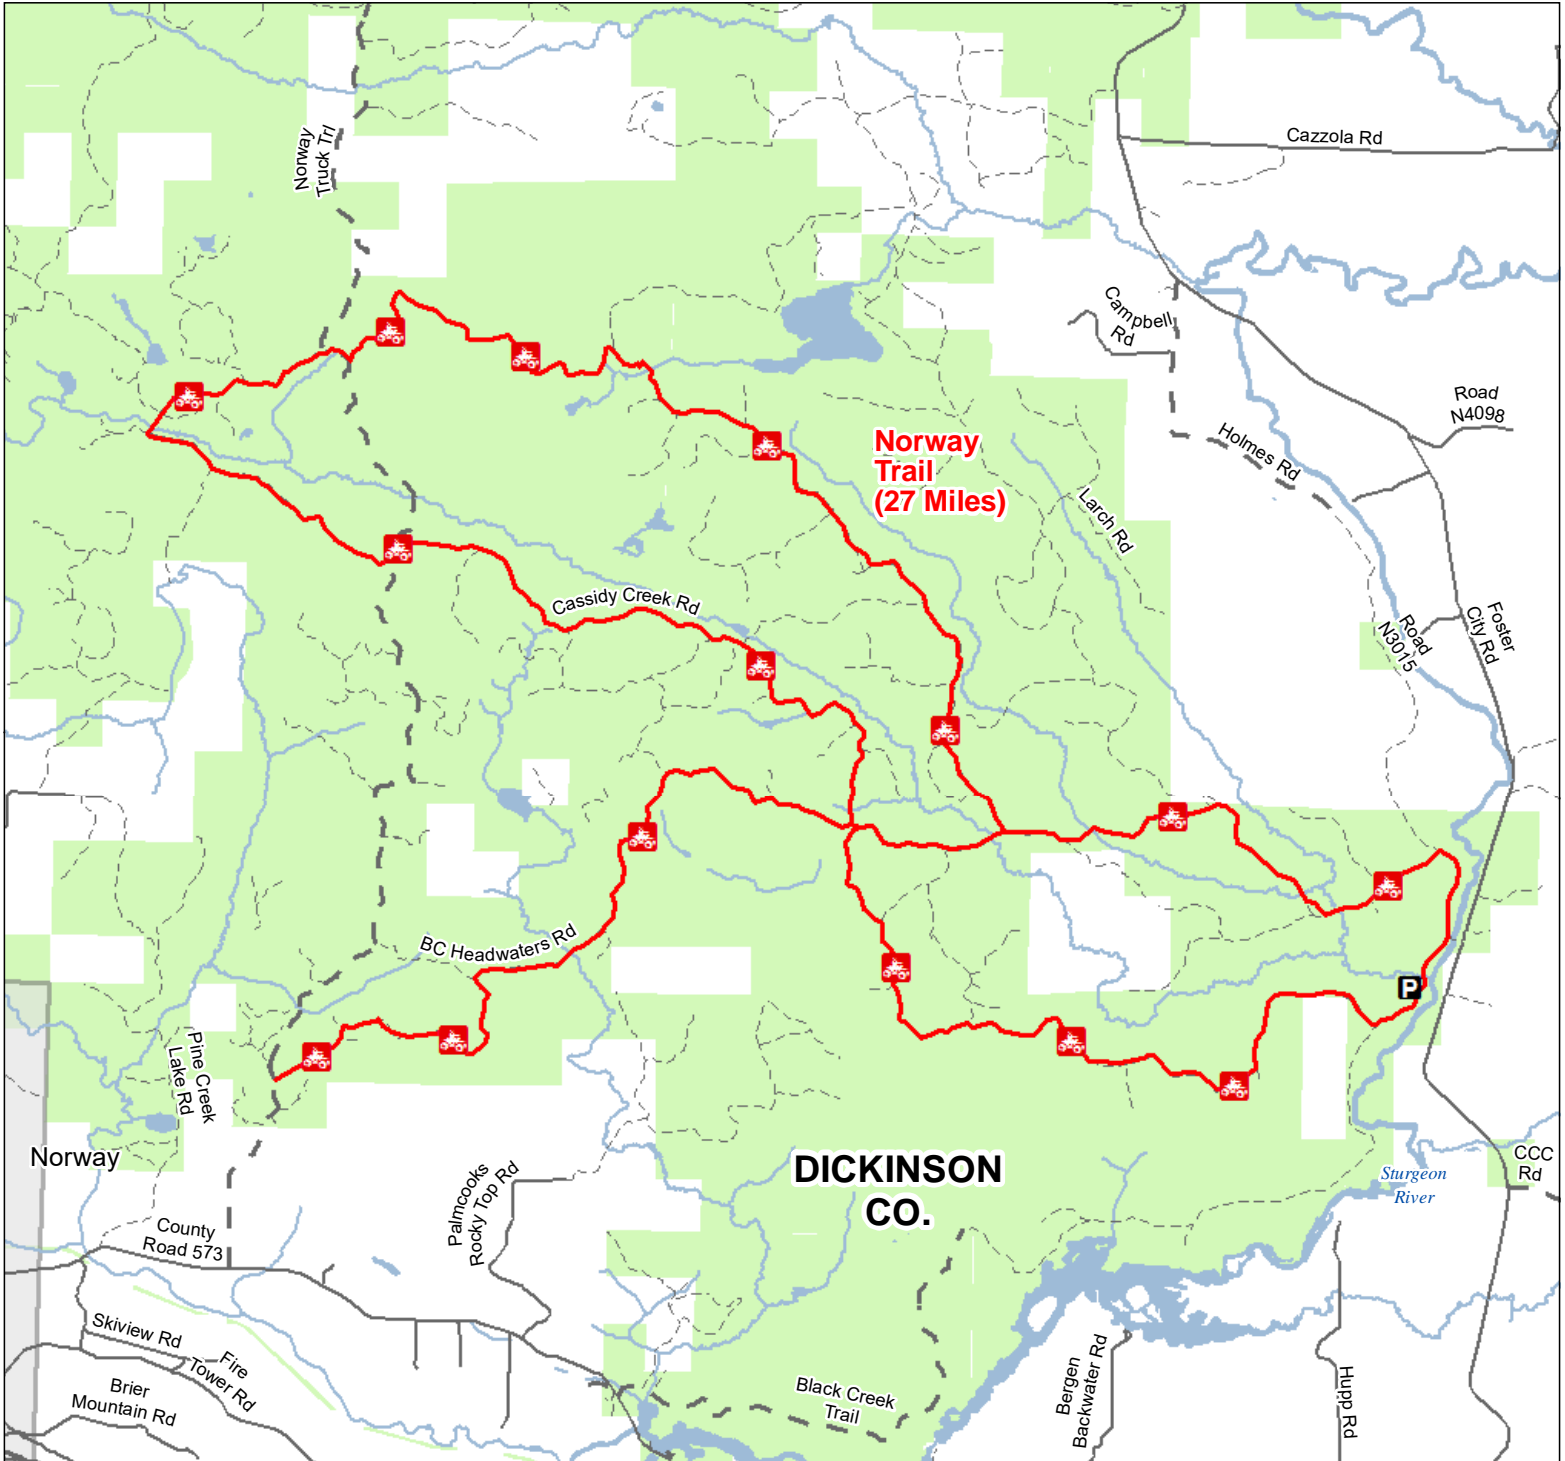 Norway
Truck Trl
Cazzola Rd
Campbell
Rd
Road
N4098
Holmes Rd
Norway
Trail
(27 Miles)
Larch Rd
Cassidy Creek Rd
Road
N3015
Foster
City Rd
BC Headwaters Rd
P
Pine Creek
Lake Rd
Norway
DICKINSON
CO.
Palmcooks
Rocky Top Rd
Sturgeon
River
CCC
Rd
County
Road 573
Skiview Rd
Fire
Tower Rd
Brier
Mountain Rd
Black Creek
Trail
Bergen
Backwater Rd
Hupp Rd